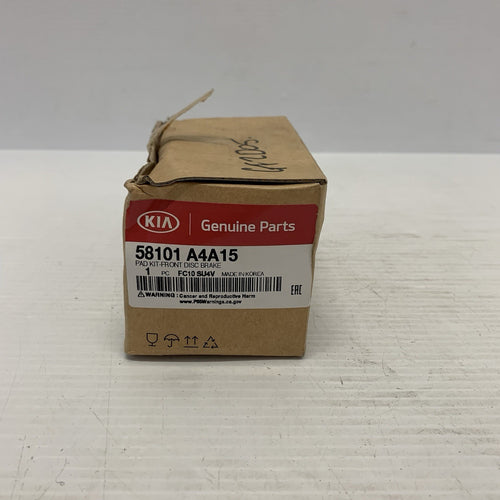 KIA Genuine Parts
58101 A4A15
PAD KIT-FRONT DISC BRAKE
1 PC FC10 SU4V MADE IN KOREA
WARNING: Cancer and Reproductive Harm
www.P65Warnings.ca.gov
EAC